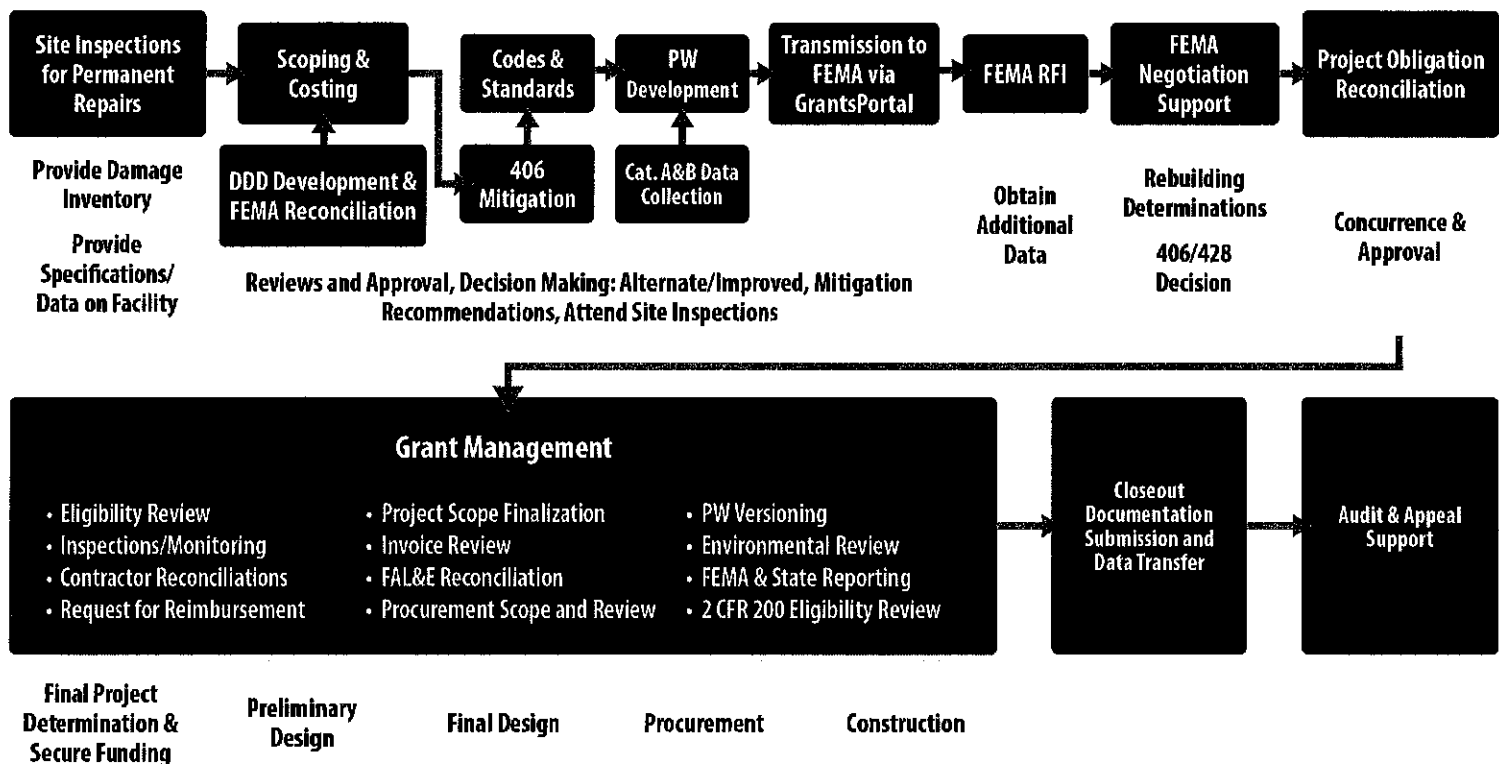 Site Inspections
for Permanent
Repairs
Scoping &
Costing
Codes &
Standards
PW
Development
Transmission to
FEMA via
GrantsPortal
FEMA RFI
FEMA
Negotiation
Support
Project Obligation
Reconciliation
DDD Development &
FEMA Reconciliation
406
Mitigation
Cat. A&B Data
Collection
Provide Damage
Inventory
Provide
Specifications/
Data on Facility
Reviews and Approval, Decision Making: Alternate/Improved, Mitigation
Recommendations, Attend Site Inspections
Obtain
Additional
Data
Rebuilding
Determinations
406/428
Decision
Concurrence &
Approval
Grant Management
• Eligibility Review
• Inspections/Monitoring
• Contractor Reconciliations
• Request for Reimbursement
• Project Scope Finalization
• Invoice Review
• FAL&E Reconciliation
• Procurement Scope and Review
• PW Versioning
• Environmental Review
• FEMA & State Reporting
• 2 CFR 200 Eligibility Review
Closeout
Documentation
Submission and
Data Transfer
Audit & Appeal
Support
Final Project
Determination &
Secure Funding
Preliminary
Design
Final Design
Procurement
Construction